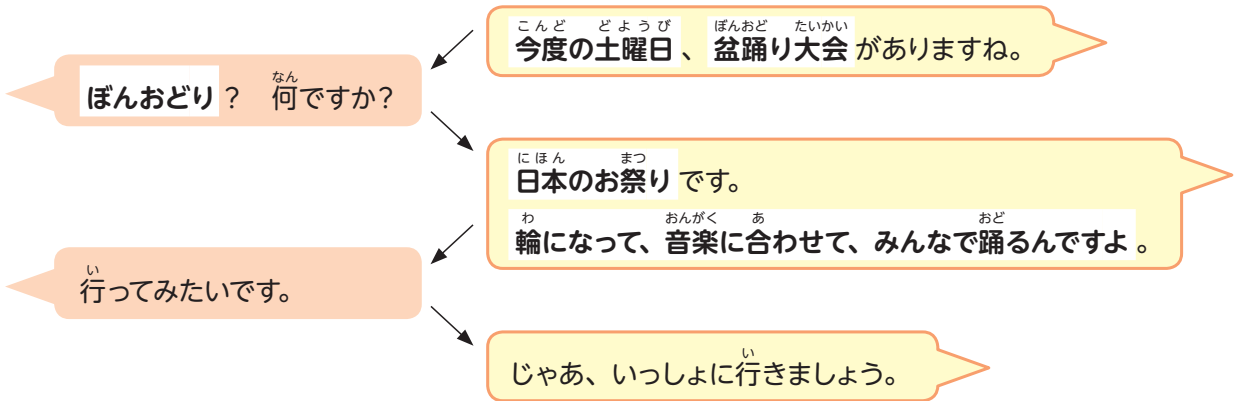 今度の土曜日、盆踊り大会がありますね。
ぼんおどり？　何ですか？
日本のお祭りです。
輪になって、音楽に合わせて、みんなで踊るんですよ。
行ってみたいです。
じゃあ、いっしょに行きましょう。